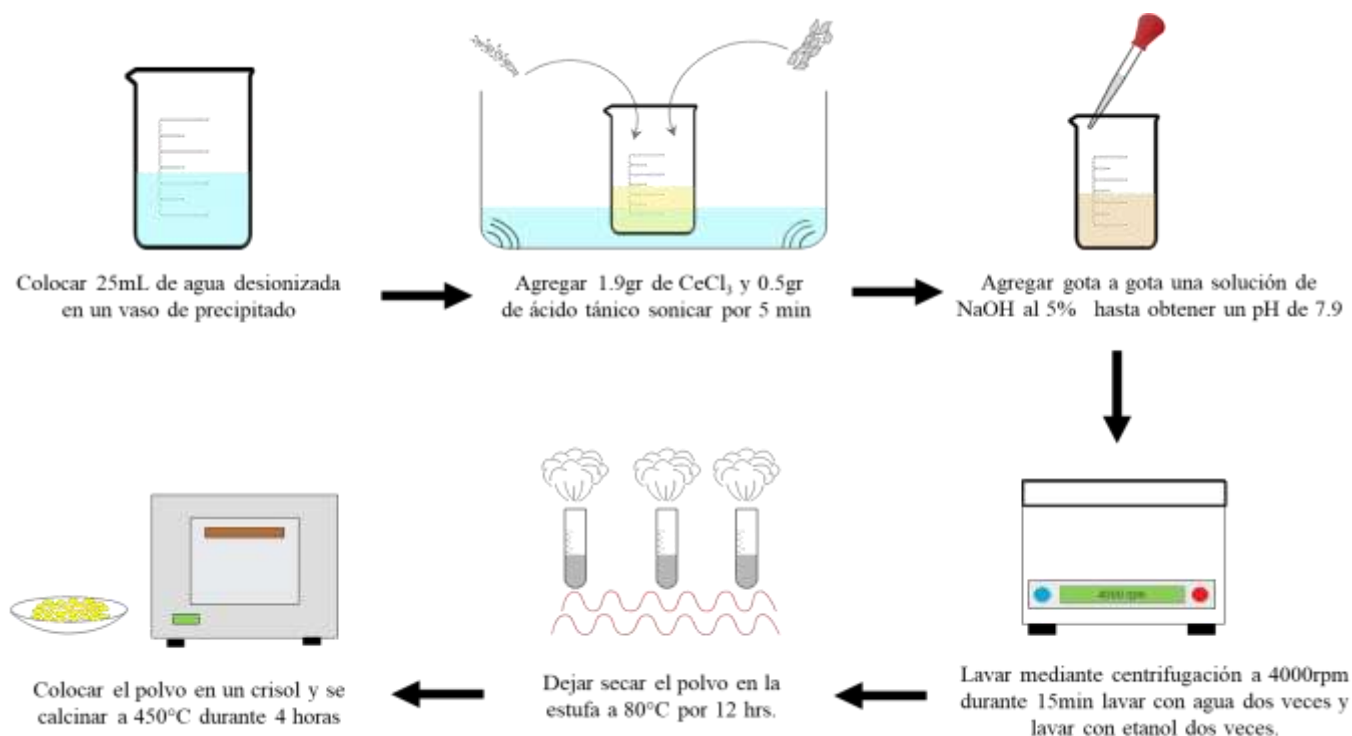 Colocar 25mL de agua desionizada
en un vaso de precipitado
Agregar 1.9gr de CeCl₃ y 0.5gr
de ácido tánico sonicar por 5 min
Agregar gota a gota una solución de
NaOH al 5% hasta obtener un pH de 7.9
4000 rpm
Lavar mediante centrifugación a 4000rpm
durante 15min lavar con agua dos veces y
lavar con etanol dos veces.
Dejar secar el polvo en la
estufa a 80°C por 12 hrs.
Colocar el polvo en un crisol y se
calcinar a 450°C durante 4 horas